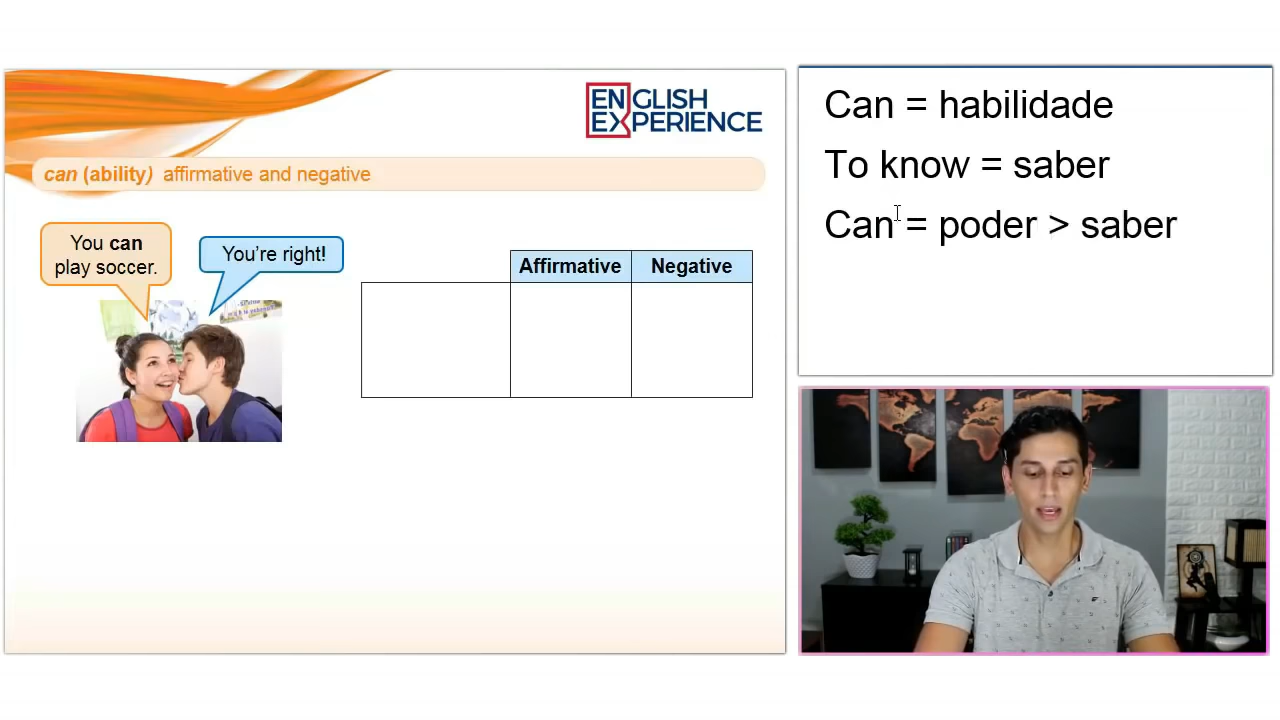 ENGLISH
EXPERIENCE
can (ability) affirmative and negative
You can
play soccer.
You're right!
Affirmative Negative
Can = habilidade
To know = saber
Can = poder > saber